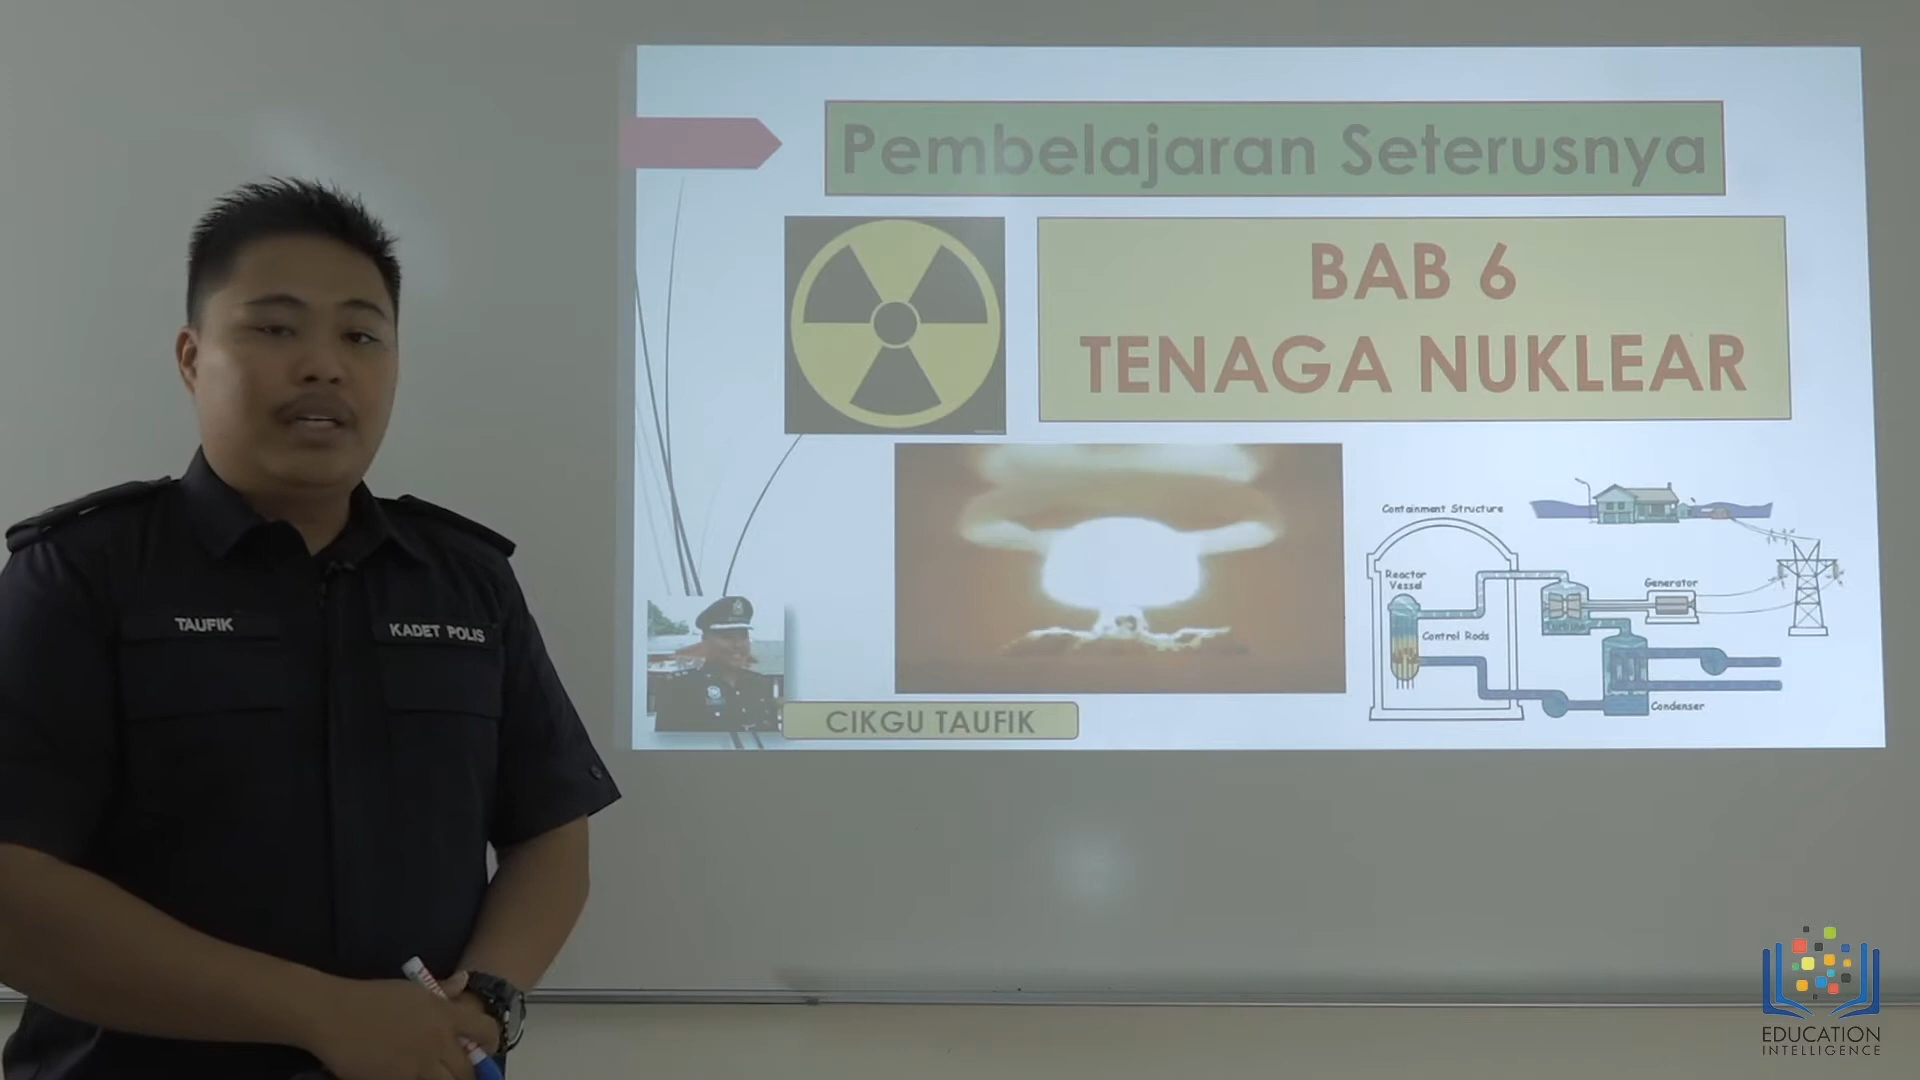 Pembelajaran Seterusnya
BAB 6
TENAGA NUKLEAR
Containment Structure
Reactor
Vessel
Generator
Control Rods
Condenser
TAUFIK
KADET POLIS
CIKGU TAUFIK
EDUCATION
INTELLIGENCE